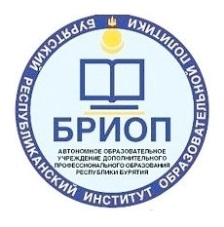 БУРЯТСКИЙ РЕСПУБЛИКАНСКИЙ ИНСТИТУТ ОБРАЗОВАТЕЛЬНОЙ ПОЛИТИКИ
БРИОП
АВТОНОМНОЕ ОБРАЗОВАТЕЛЬНОЕ
УЧРЕЖДЕНИЕ ДОПОЛНИТЕЛЬНОГО
ПРОФЕССИОНАЛЬНОГО ОБРАЗОВАНИЯ
РЕСПУБЛИКИ БУРЯТИЯ